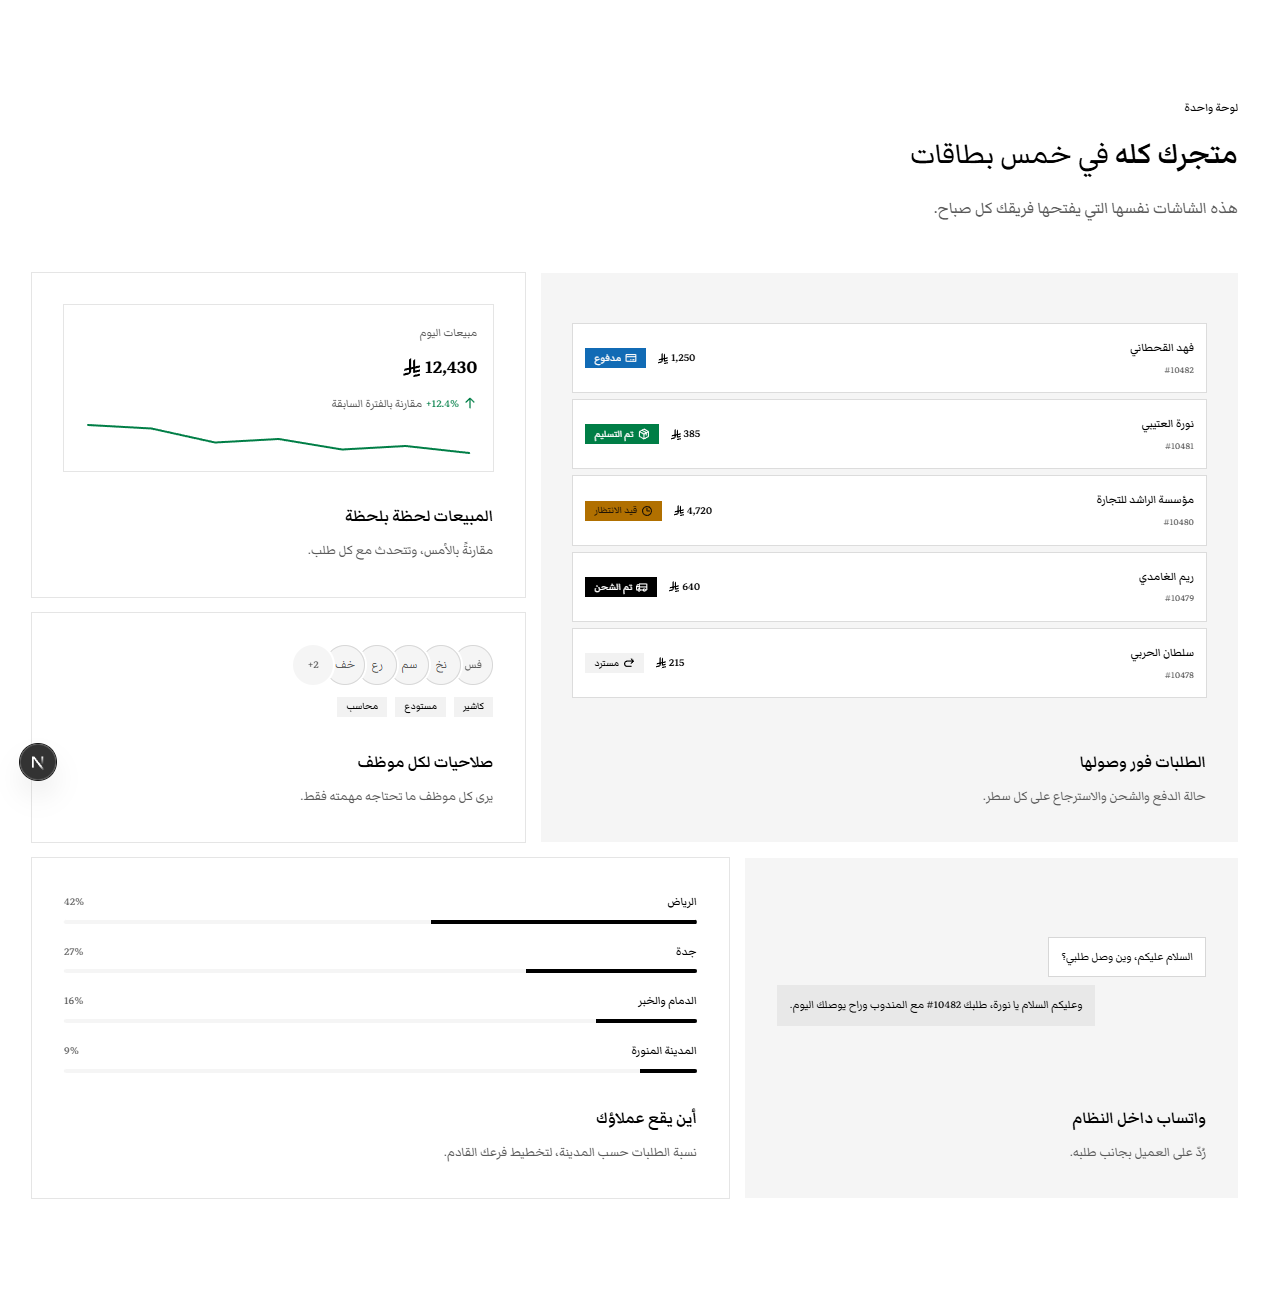 لوحة واحدة
متجرك كله في خمس بطاقات
هذه الشاشات نفسها التي يفتحها فريقك كل صباح.
فهد القحطاني
#10482
1,250
مدفوع
نورة العتيبي
#10481
385
تم التسليم
مؤسسة الراشد للتجارة
#10480
4,720
قيد الانتظار
ريم الغامدي
#10479
640
تم الشحن
سلطان الحربي
#10478
215
مسترد
الطلبات فور وصولها
حالة الدفع والشحن والاسترجاع على كل سطر.
مبيعات اليوم
12,430
+12.4% مقارنة بالفترة السابقة
المبيعات لحظة بلحظة
مقارنةً بالأمس، وتتحدث مع كل طلب.
فس
نخ
سم
رع
خف
+2
كاشير
مستودع
محاسب
صلاحيات لكل موظف
يرى كل موظف ما تحتاجه مهمته فقط.
السلام عليكم، وين وصل طلبي؟
وعليكم السلام يا نورة، طلبك #10482 مع المندوب وراح يوصلك اليوم.
واتساب داخل النظام
رُدّ على العميل بجانب طلبه.
الرياض
42%
جدة
27%
الدمام والخبر
16%
المدينة المنورة
9%
أين يقع عملاؤك
نسبة الطلبات حسب المدينة، لتخطيط فرعك القادم.